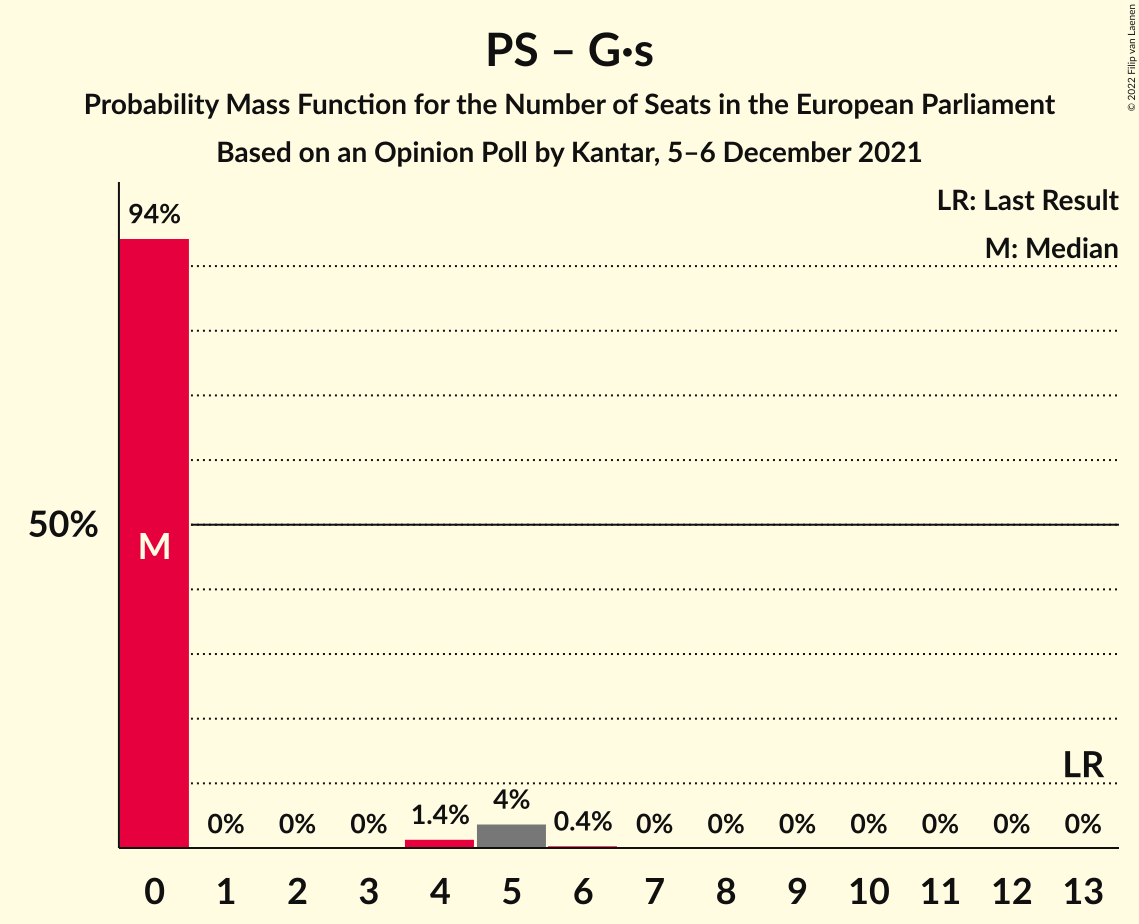 PS – G·s
Probability Mass Function for the Number of Seats in the European Parliament
Based on an Opinion Poll by Kantar, 5–6 December 2021
© 2022 Filip van Laenen
LR: Last Result
M: Median
94%
50%
M
LR
0% 0% 0% 1.4% 4% 0.4% 0% 0% 0% 0% 0% 0% 0%
0 1 2 3 4 5 6 7 8 9 10 11 12 13